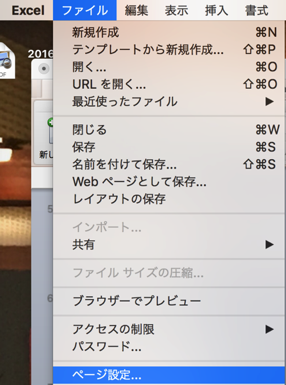 Excel ファイル 編集 表示 挿入 書式
新規作成 ⌘N
テンプレートから新規作成... ⇧⌘P
開く... ⌘O
URL を開く... ⇧⌘O
最近使ったファイル ▶
閉じる ⌘W
保存 ⌘S
名前を付けて保存... ⇧⌘S
Web ページとして保存...
レイアウトの保存
インポート...
共有 ▶
ファイル サイズの圧縮...
ブラウザーでプレビュー
アクセスの制限 ▶
パスワード...
ページ設定...
2016
新し
5
6